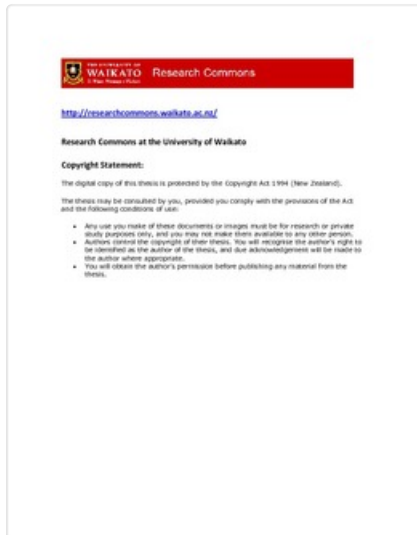 THE UNIVERSITY OF
WAIKATO Research Commons
http://researchcommons.waikato.ac.nz/
Research Commons at the University of Waikato
Copyright Statement:
The digital copy of this thesis is protected by the Copyright Act 1994 (New Zealand).
The thesis may be consulted by you, provided you comply with the provisions of the Act
and the following conditions of use:
• Any use you make of these documents or images must be for research or private
study purposes only, and you may not make them available to any other person.
• Authors control the copyright of their thesis. You will recognise the author's right to
be identified as the author of the thesis, and due acknowledgement will be made to
the author where appropriate.
• You will obtain the author's permission before publishing any material from the
thesis.